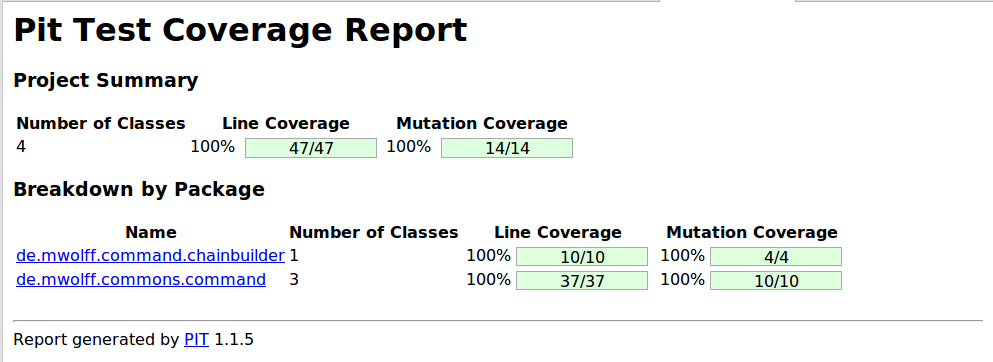 Pit Test Coverage Report
Project Summary
Number of Classes Line Coverage Mutation Coverage
4 100% 47/47 100% 14/14
Breakdown by Package
Name Number of Classes Line Coverage Mutation Coverage
de.mwolff.command.chainbuilder 1 100% 10/10 100% 4/4
de.mwolff.commons.command 3 100% 37/37 100% 10/10
Report generated by PIT 1.1.5